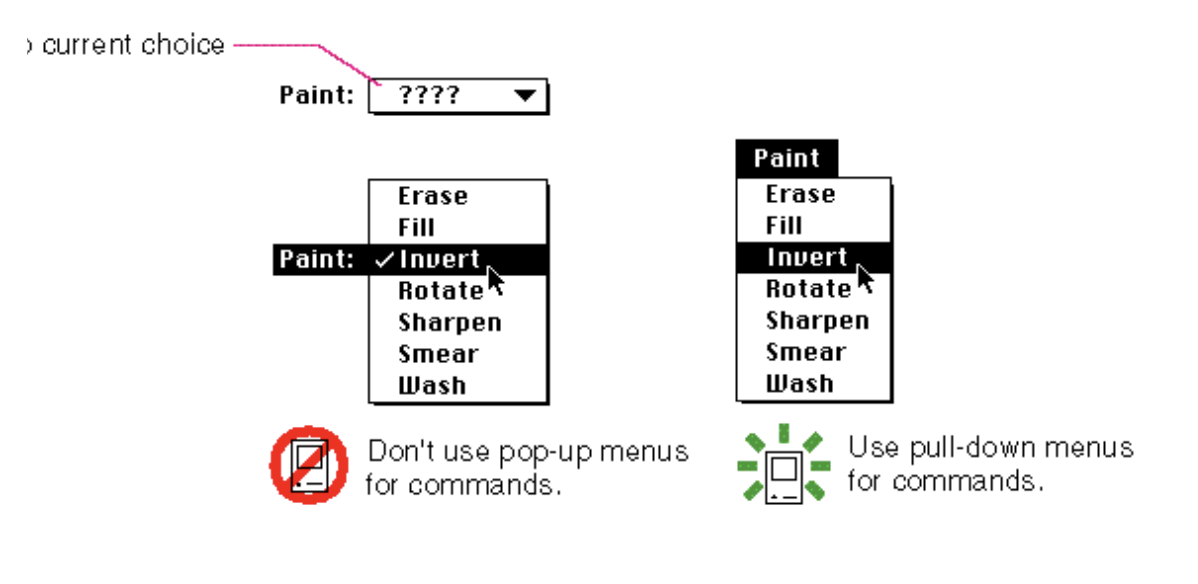 current choice
Paint: ????
Erase
Fill
Paint: ✓Invert
Rotate
Sharpen
Smear
Wash
Don't use pop-up menus
for commands.
Paint
Erase
Fill
Invert
Rotate
Sharpen
Smear
Wash
Use pull-down menus
for commands.